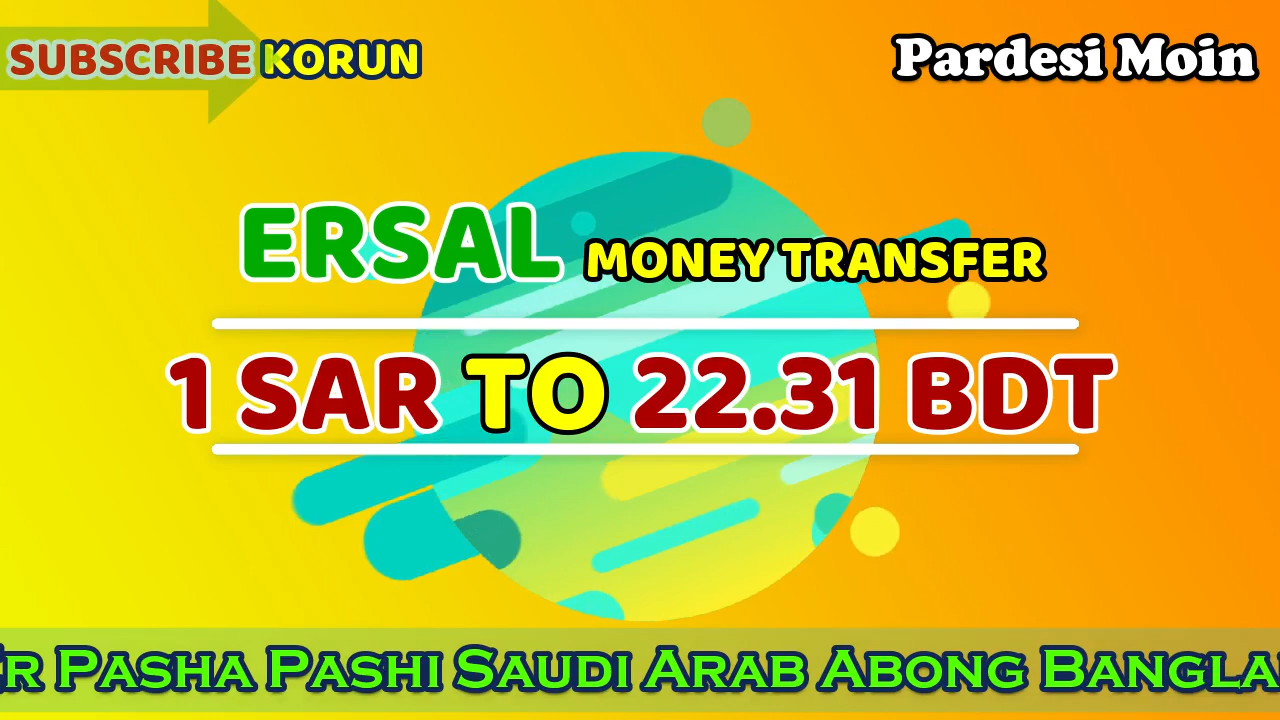 SUBSCRIBE KORUN
Pardesi Moin
ERSAL MONEY TRANSFER
1 SAR TO 22.31 BDT
Pasha Pashi Saudi Arab Abong